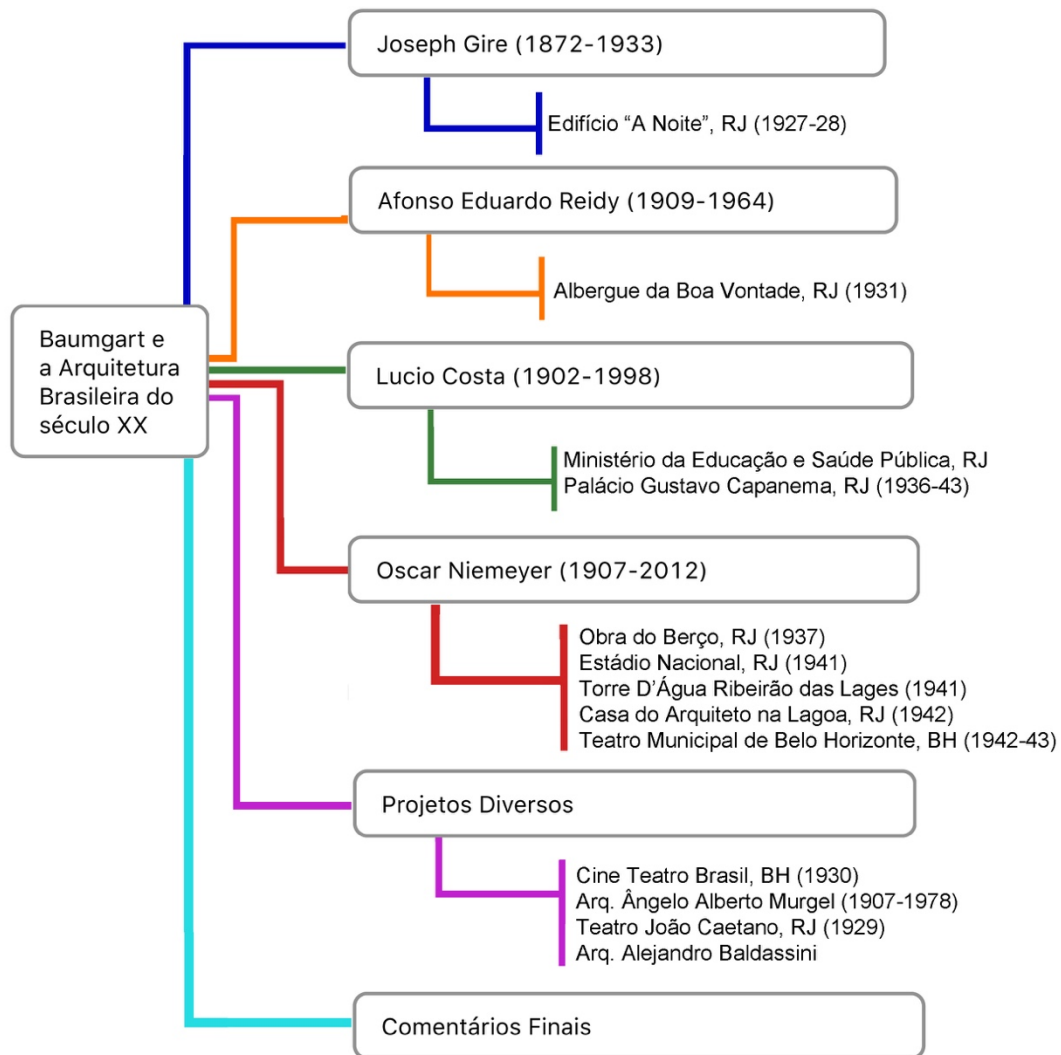 Joseph Gire (1872-1933)
Edifício “A Noite”, RJ (1927-28)
Afonso Eduardo Reidy (1909-1964)
Albergue da Boa Vontade, RJ (1931)
Baumgart e
a Arquitetura
Brasileira do
século XX
Lucio Costa (1902-1998)
Ministério da Educação e Saúde Pública, RJ
Palácio Gustavo Capanema, RJ (1936-43)
Oscar Niemeyer (1907-2012)
Obra do Berço, RJ (1937)
Estádio Nacional, RJ (1941)
Torre D’Água Ribeirão das Lages (1941)
Casa do Arquiteto na Lagoa, RJ (1942)
Teatro Municipal de Belo Horizonte, BH (1942-43)
Projetos Diversos
Cine Teatro Brasil, BH (1930)
Arq. Ângelo Alberto Murgel (1907-1978)
Teatro João Caetano, RJ (1929)
Arq. Alejandro Baldassini
Comentários Finais